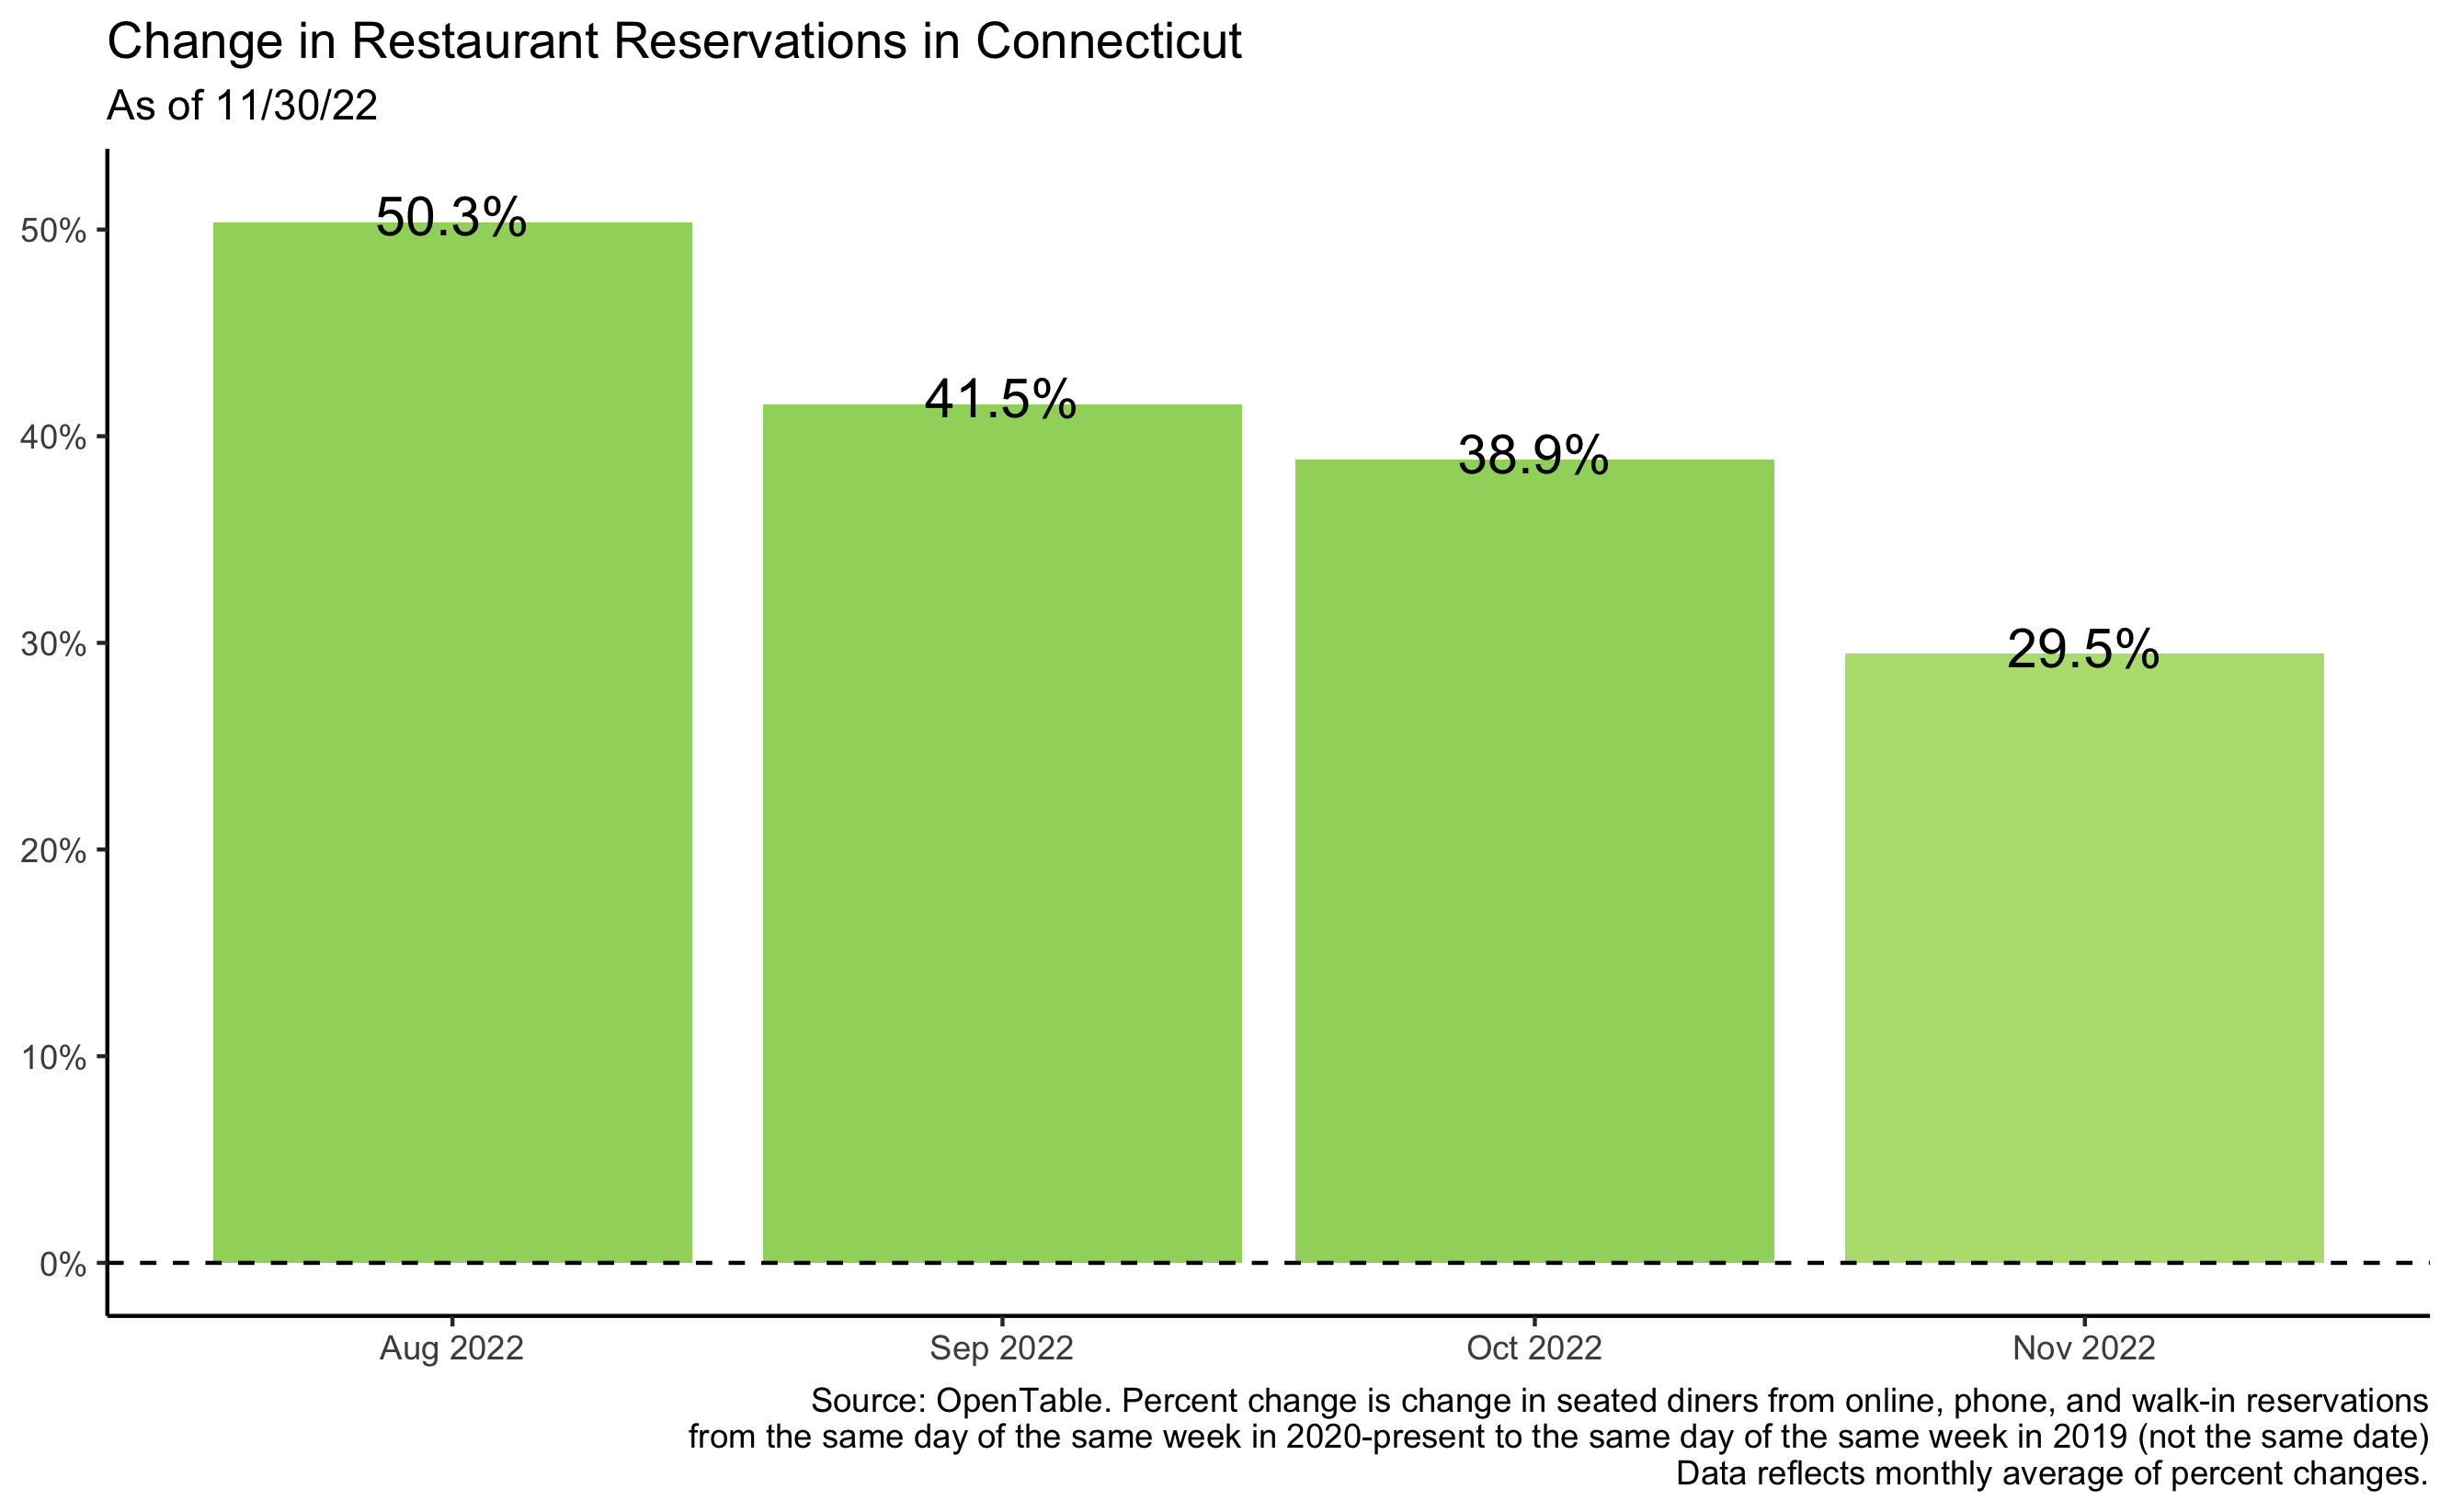 Change in Restaurant Reservations in Connecticut
As of 11/30/22
50%
40%
30%
20%
10%
0%
50.3%
41.5%
38.9%
29.5%
Aug 2022
Sep 2022
Oct 2022
Nov 2022
Source: OpenTable. Percent change is change in seated diners from online, phone, and walk-in reservations
from the same day of the same week in 2020-present to the same day of the same week in 2019 (not the same date)
Data reflects monthly average of percent changes.